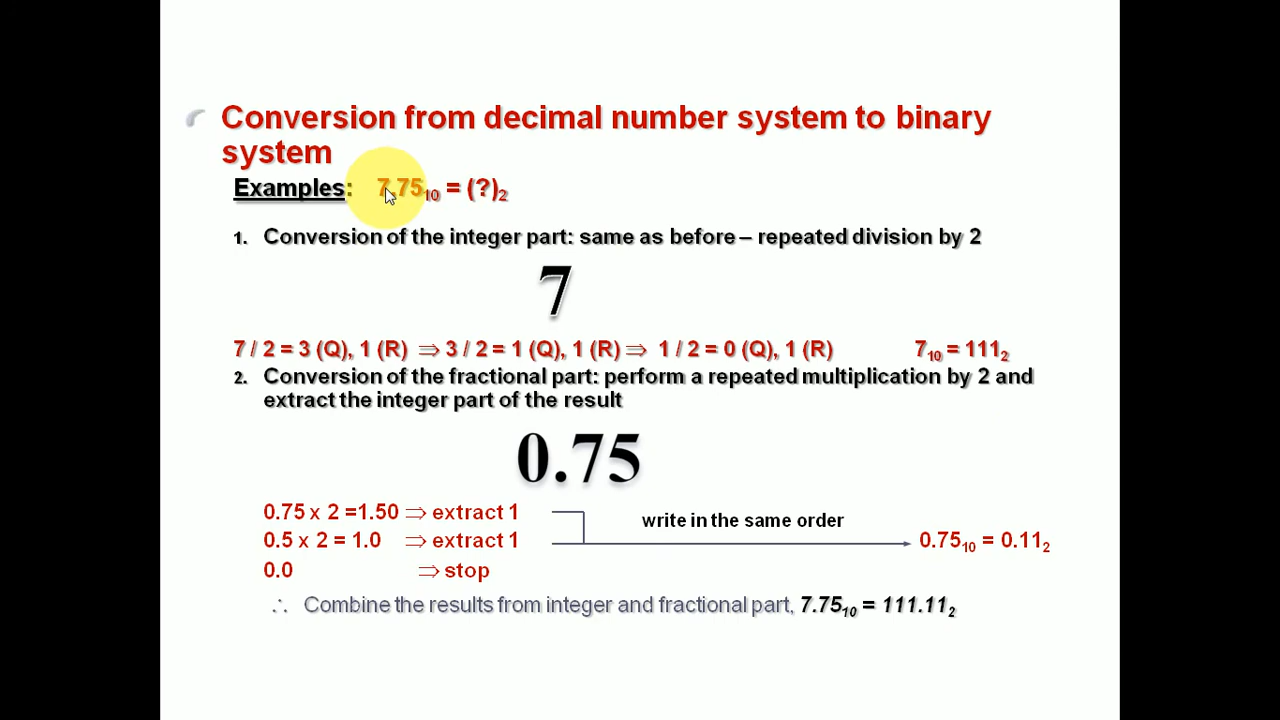 Conversion from decimal number system to binary
system
Examples: 7.75₁₀ = (?)₂
1. Conversion of the integer part: same as before – repeated division by 2
7
7 / 2 = 3 (Q), 1 (R) ⇒ 3 / 2 = 1 (Q), 1 (R) ⇒ 1 / 2 = 0 (Q), 1 (R) 7₁₀ = 111₂
2. Conversion of the fractional part: perform a repeated multiplication by 2 and
extract the integer part of the result
0.75
0.75 x 2 =1.50 ⇒ extract 1
write in the same order
0.5 x 2 = 1.0 ⇒ extract 1 0.75₁₀ = 0.11₂
0.0 ⇒ stop
∴ Combine the results from integer and fractional part, 7.75₁₀ = 111.11₂